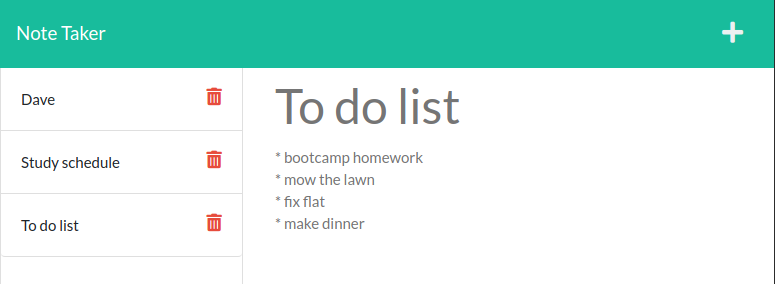 Note Taker
Dave
Study schedule
To do list
To do list
* bootcamp homework
* mow the lawn
* fix flat
* make dinner